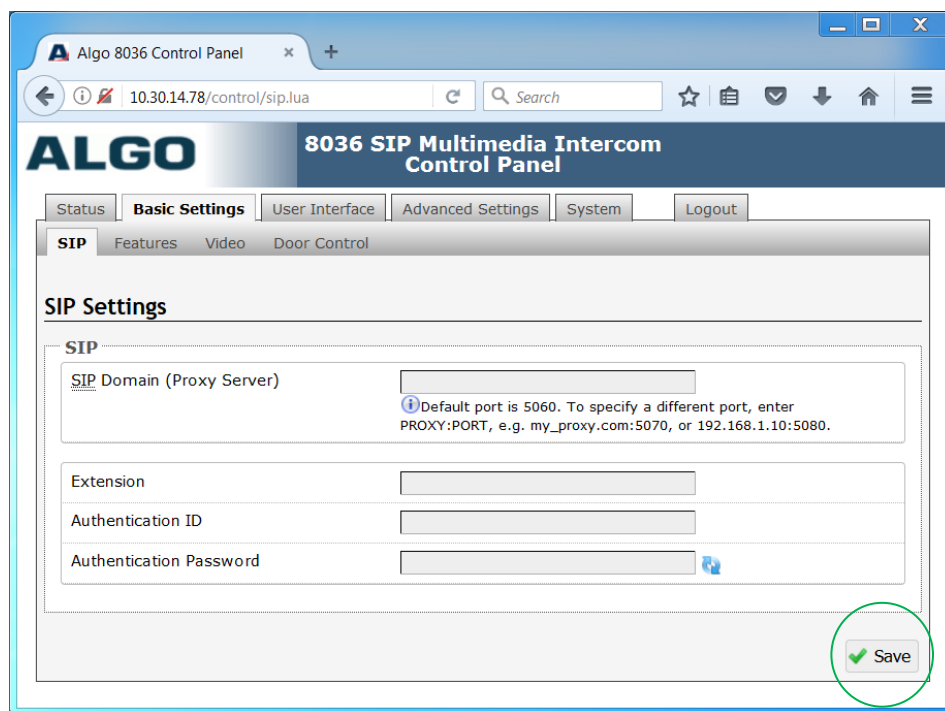 Algo 8036 Control Panel
10.30.14.78/control/sip.lua
Search
ALGO
8036 SIP Multimedia Intercom
Control Panel
Status Basic Settings User Interface Advanced Settings System Logout
SIP Features Video Door Control
SIP Settings
SIP
SIP Domain (Proxy Server)
Default port is 5060. To specify a different port, enter
PROXY:PORT, e.g. my_proxy.com:5070, or 192.168.1.10:5080.
Extension
Authentication ID
Authentication Password
Save